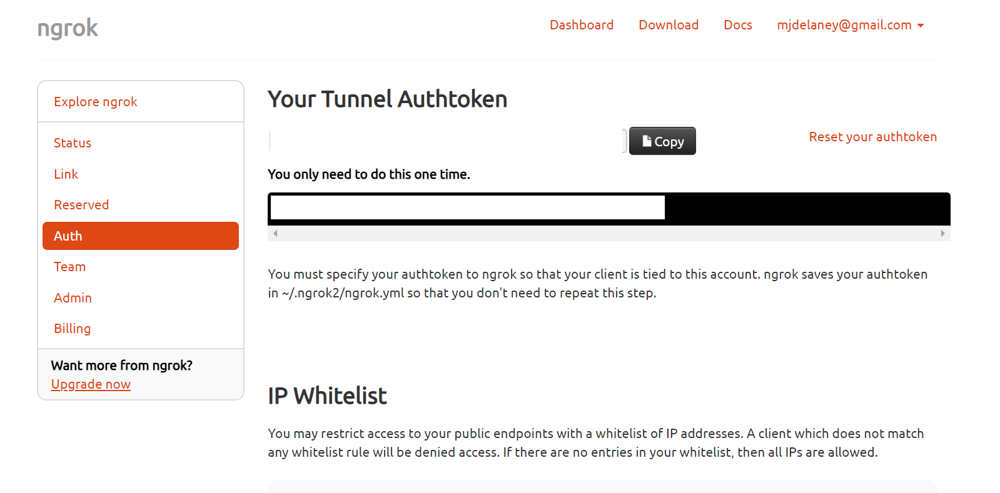 ngrok
Dashboard
Download
Docs
mjdelaney@gmail.com
Explore ngrok
Status
Link
Reserved
Auth
Team
Admin
Billing
Want more from ngrok?
Upgrade now
Your Tunnel Authtoken
Copy
Reset your authtoken
You only need to do this one time.
You must specify your authtoken to ngrok so that your client is tied to this account. ngrok saves your authtoken
in ~/.ngrok2/ngrok.yml so that you don't need to repeat this step.
IP Whitelist
You may restrict access to your public endpoints with a whitelist of IP addresses. A client which does not match
any whitelist rule will be denied access. If there are no entries in your whitelist, then all IPs are allowed.